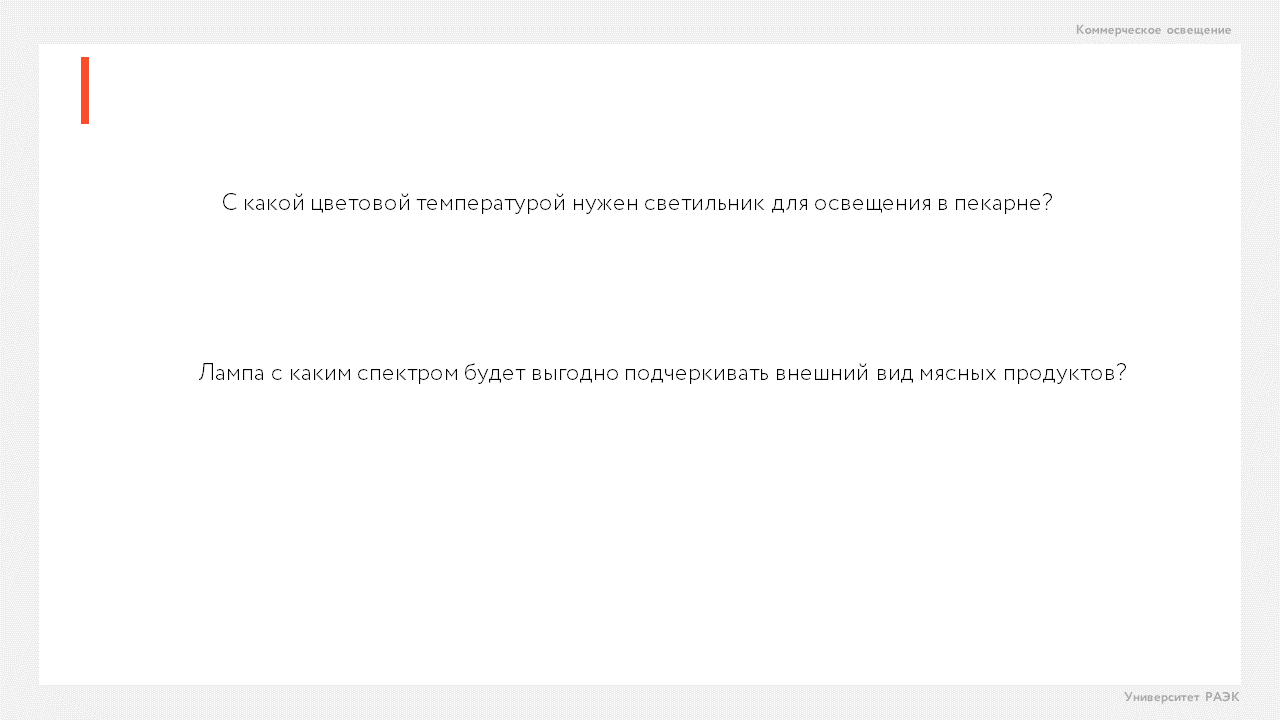 Коммерческое освещение
С какой цветовой температурой нужен светильник для освещения в пекарне?
Лампа с каким спектром будет выгодно подчеркивать внешний вид мясных продуктов?
Университет РАЭК